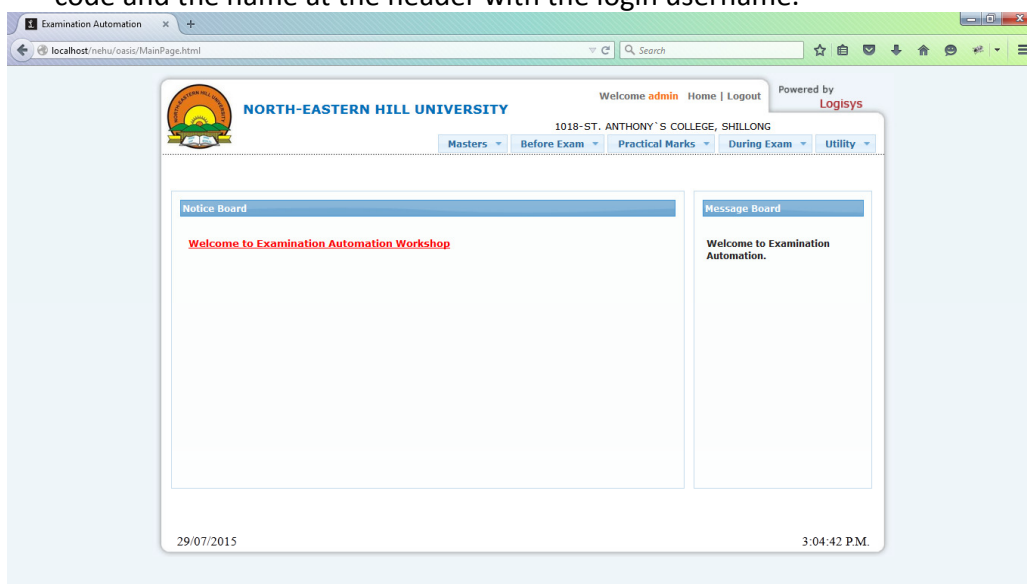 code and the name at the header with the login username.
Examination Automation × +
localhost/nehu/oasis/MainPage.html
Search
Welcome admin Home | Logout
Powered by
Logisys
NORTH-EASTERN HILL UNIVERSITY
1018-ST. ANTHONY`S COLLEGE, SHILLONG
Masters Before Exam Practical Marks During Exam Utility
Notice Board
Welcome to Examination Automation Workshop
Message Board
Welcome to Examination
Automation.
29/07/2015
3:04:42 P.M.